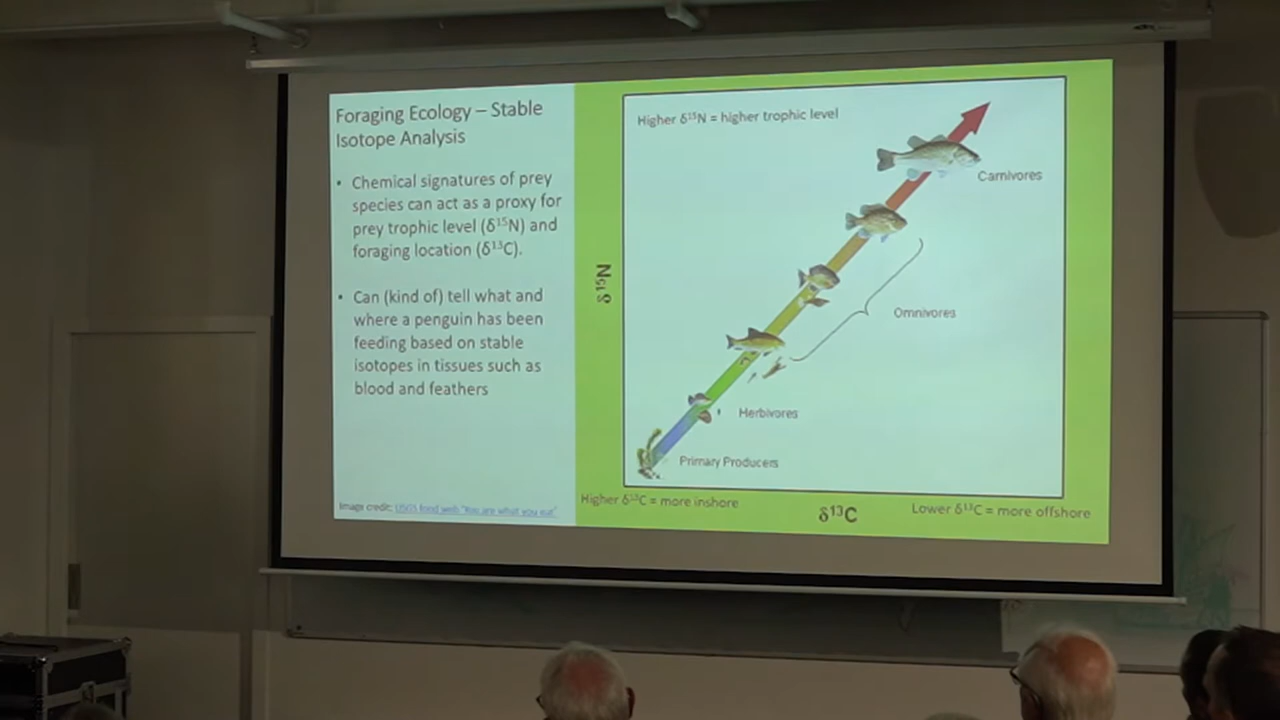 Foraging Ecology – Stable
Isotope Analysis
• Chemical signatures of prey
species can act as a proxy for
prey trophic level (δ¹⁵N) and
foraging location (δ¹³C).
• Can (kind of) tell what and
where a penguin has been
feeding based on stable
isotopes in tissues such as
blood and feathers
Image credit: USGS food web "You are what you eat"
Higher δ¹⁵N = higher trophic level
Carnivores
δ¹⁵N
Omnivores
Herbivores
Primary Producers
Higher δ¹³C = more inshore
δ¹³C
Lower δ¹³C = more offshore